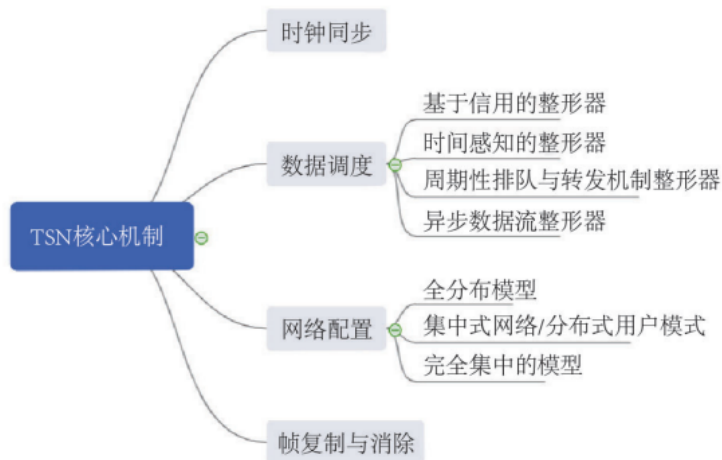 时钟同步
基于信用的整形器
时间感知的整形器
数据调度
周期性排队与转发机制整形器
异步数据流整形器
TSN核心机制
全分布模型
网络配置
集中式网络/分布式用户模式
完全集中的模型
帧复制与消除